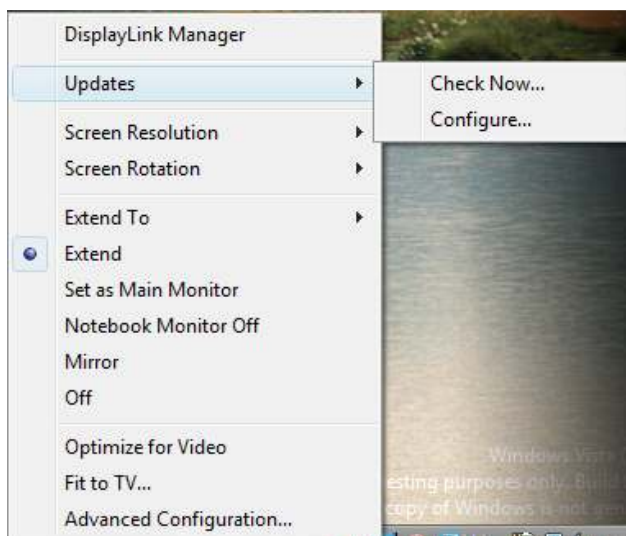 DisplayLink Manager
Updates
Check Now...
Configure...
Screen Resolution
Screen Rotation
Extend To
Extend
Set as Main Monitor
Notebook Monitor Off
Mirror
Off
Optimize for Video
Fit to TV...
Advanced Configuration...
Windows Vista
esting purposes only. Build
copy of Windows is not